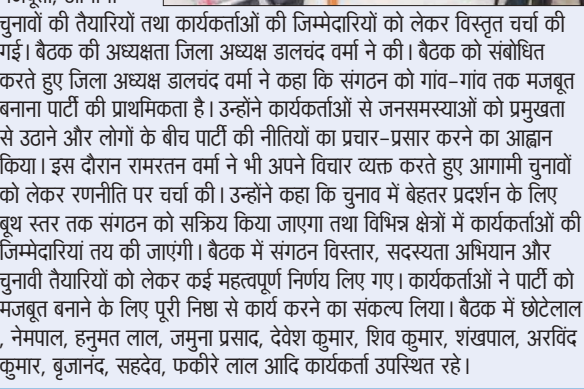 चुनावों की तैयारियों तथा कार्यकर्ताओं की जिम्मेदारियों को लेकर विस्तृत चर्चा की
गई। बैठक की अध्यक्षता जिला अध्यक्ष डालचंद वर्मा ने की। बैठक को संबोधित
करते हुए जिला अध्यक्ष डालचंद वर्मा ने कहा कि संगठन को गांव-गांव तक मजबूत
बनाना पार्टी की प्राथमिकता है। उन्होंने कार्यकर्ताओं से जनसमस्याओं को प्रमुखता
से उठाने और लोगों के बीच पार्टी की नीतियों का प्रचार-प्रसार करने का आह्वान
किया। इस दौरान रामरतन वर्मा ने भी अपने विचार व्यक्त करते हुए आगामी चुनावों
को लेकर रणनीति पर चर्चा की। उन्होंने कहा कि चुनाव में बेहतर प्रदर्शन के लिए
बूथ स्तर तक संगठन को सक्रिय किया जाएगा तथा विभिन्न क्षेत्रों में कार्यकर्ताओं की
जिम्मेदारियां तय की जाएंगी। बैठक में संगठन विस्तार, सदस्यता अभियान और
चुनावी तैयारियों को लेकर कई महत्वपूर्ण निर्णय लिए गए। कार्यकर्ताओं ने पार्टी को
मजबूत बनाने के लिए पूरी निष्ठा से कार्य करने का संकल्प लिया। बैठक में छोटेलाल
, नेमपाल, हनुमत लाल, जमुना प्रसाद, देवेश कुमार, शिव कुमार, शंखपाल, अरविंद
कुमार, बृजानंद, सहदेव, फकीरे लाल आदि कार्यकर्ता उपस्थित रहे।